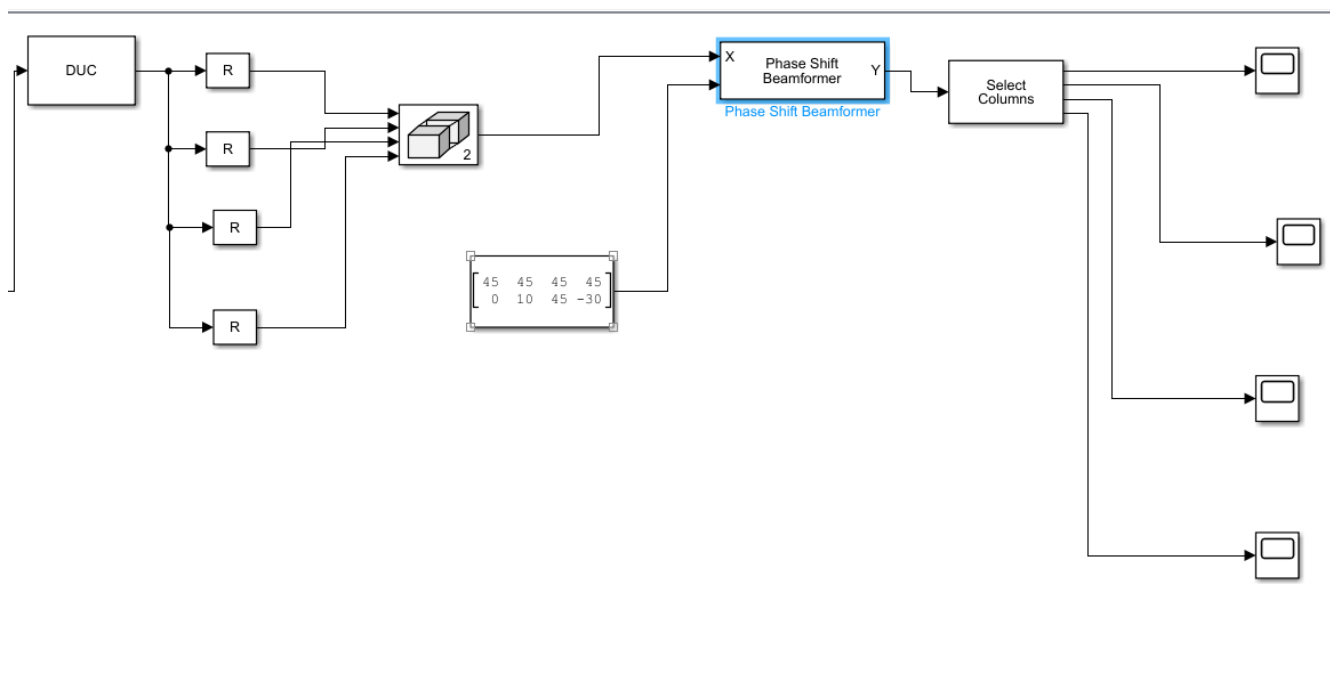 DUC
R
R
R
R
2
45 45 45 45
0 10 45 -30
X
Phase Shift
Beamformer
Y
Phase Shift Beamformer
Select
Columns